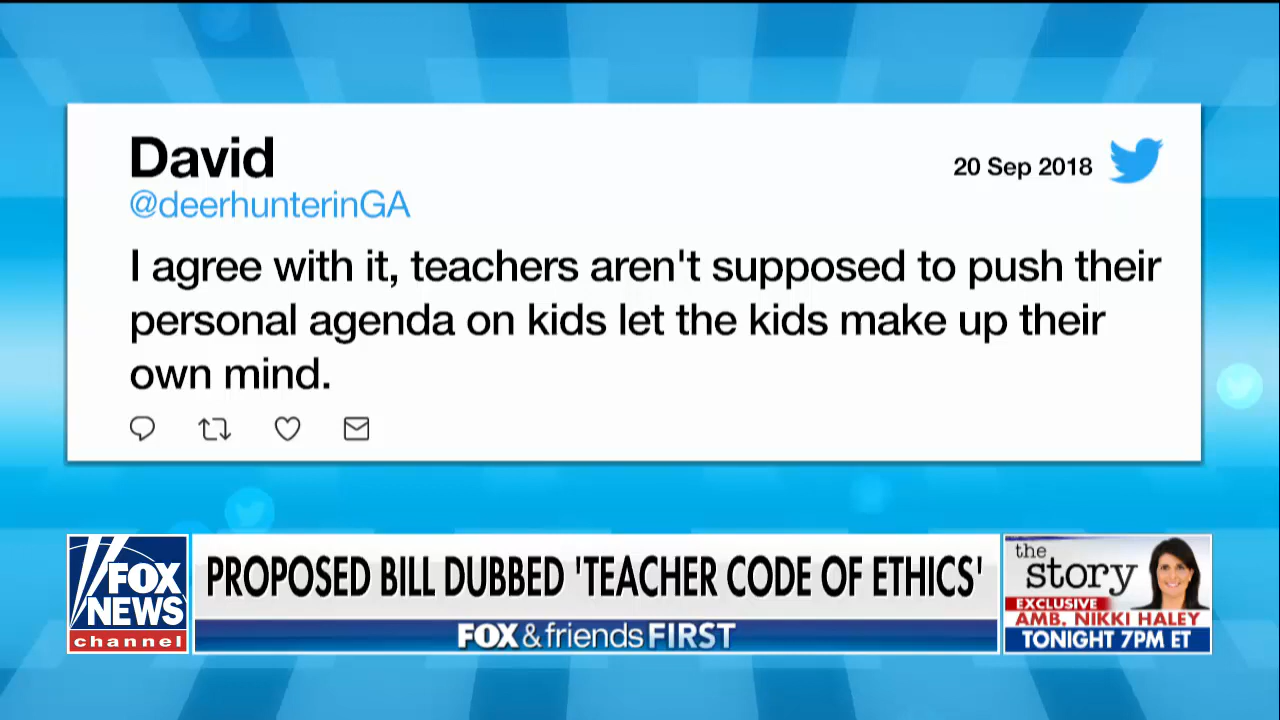 David
20 Sep 2018
@deerhunterinGA
I agree with it, teachers aren't supposed to push their
personal agenda on kids let the kids make up their
own mind.
FOX
NEWS
channel
PROPOSED BILL DUBBED 'TEACHER CODE OF ETHICS'
FOX & friends FIRST
the
story
EXCLUSIVE
AMB. NIKKI HALEY
TONIGHT 7PM ET